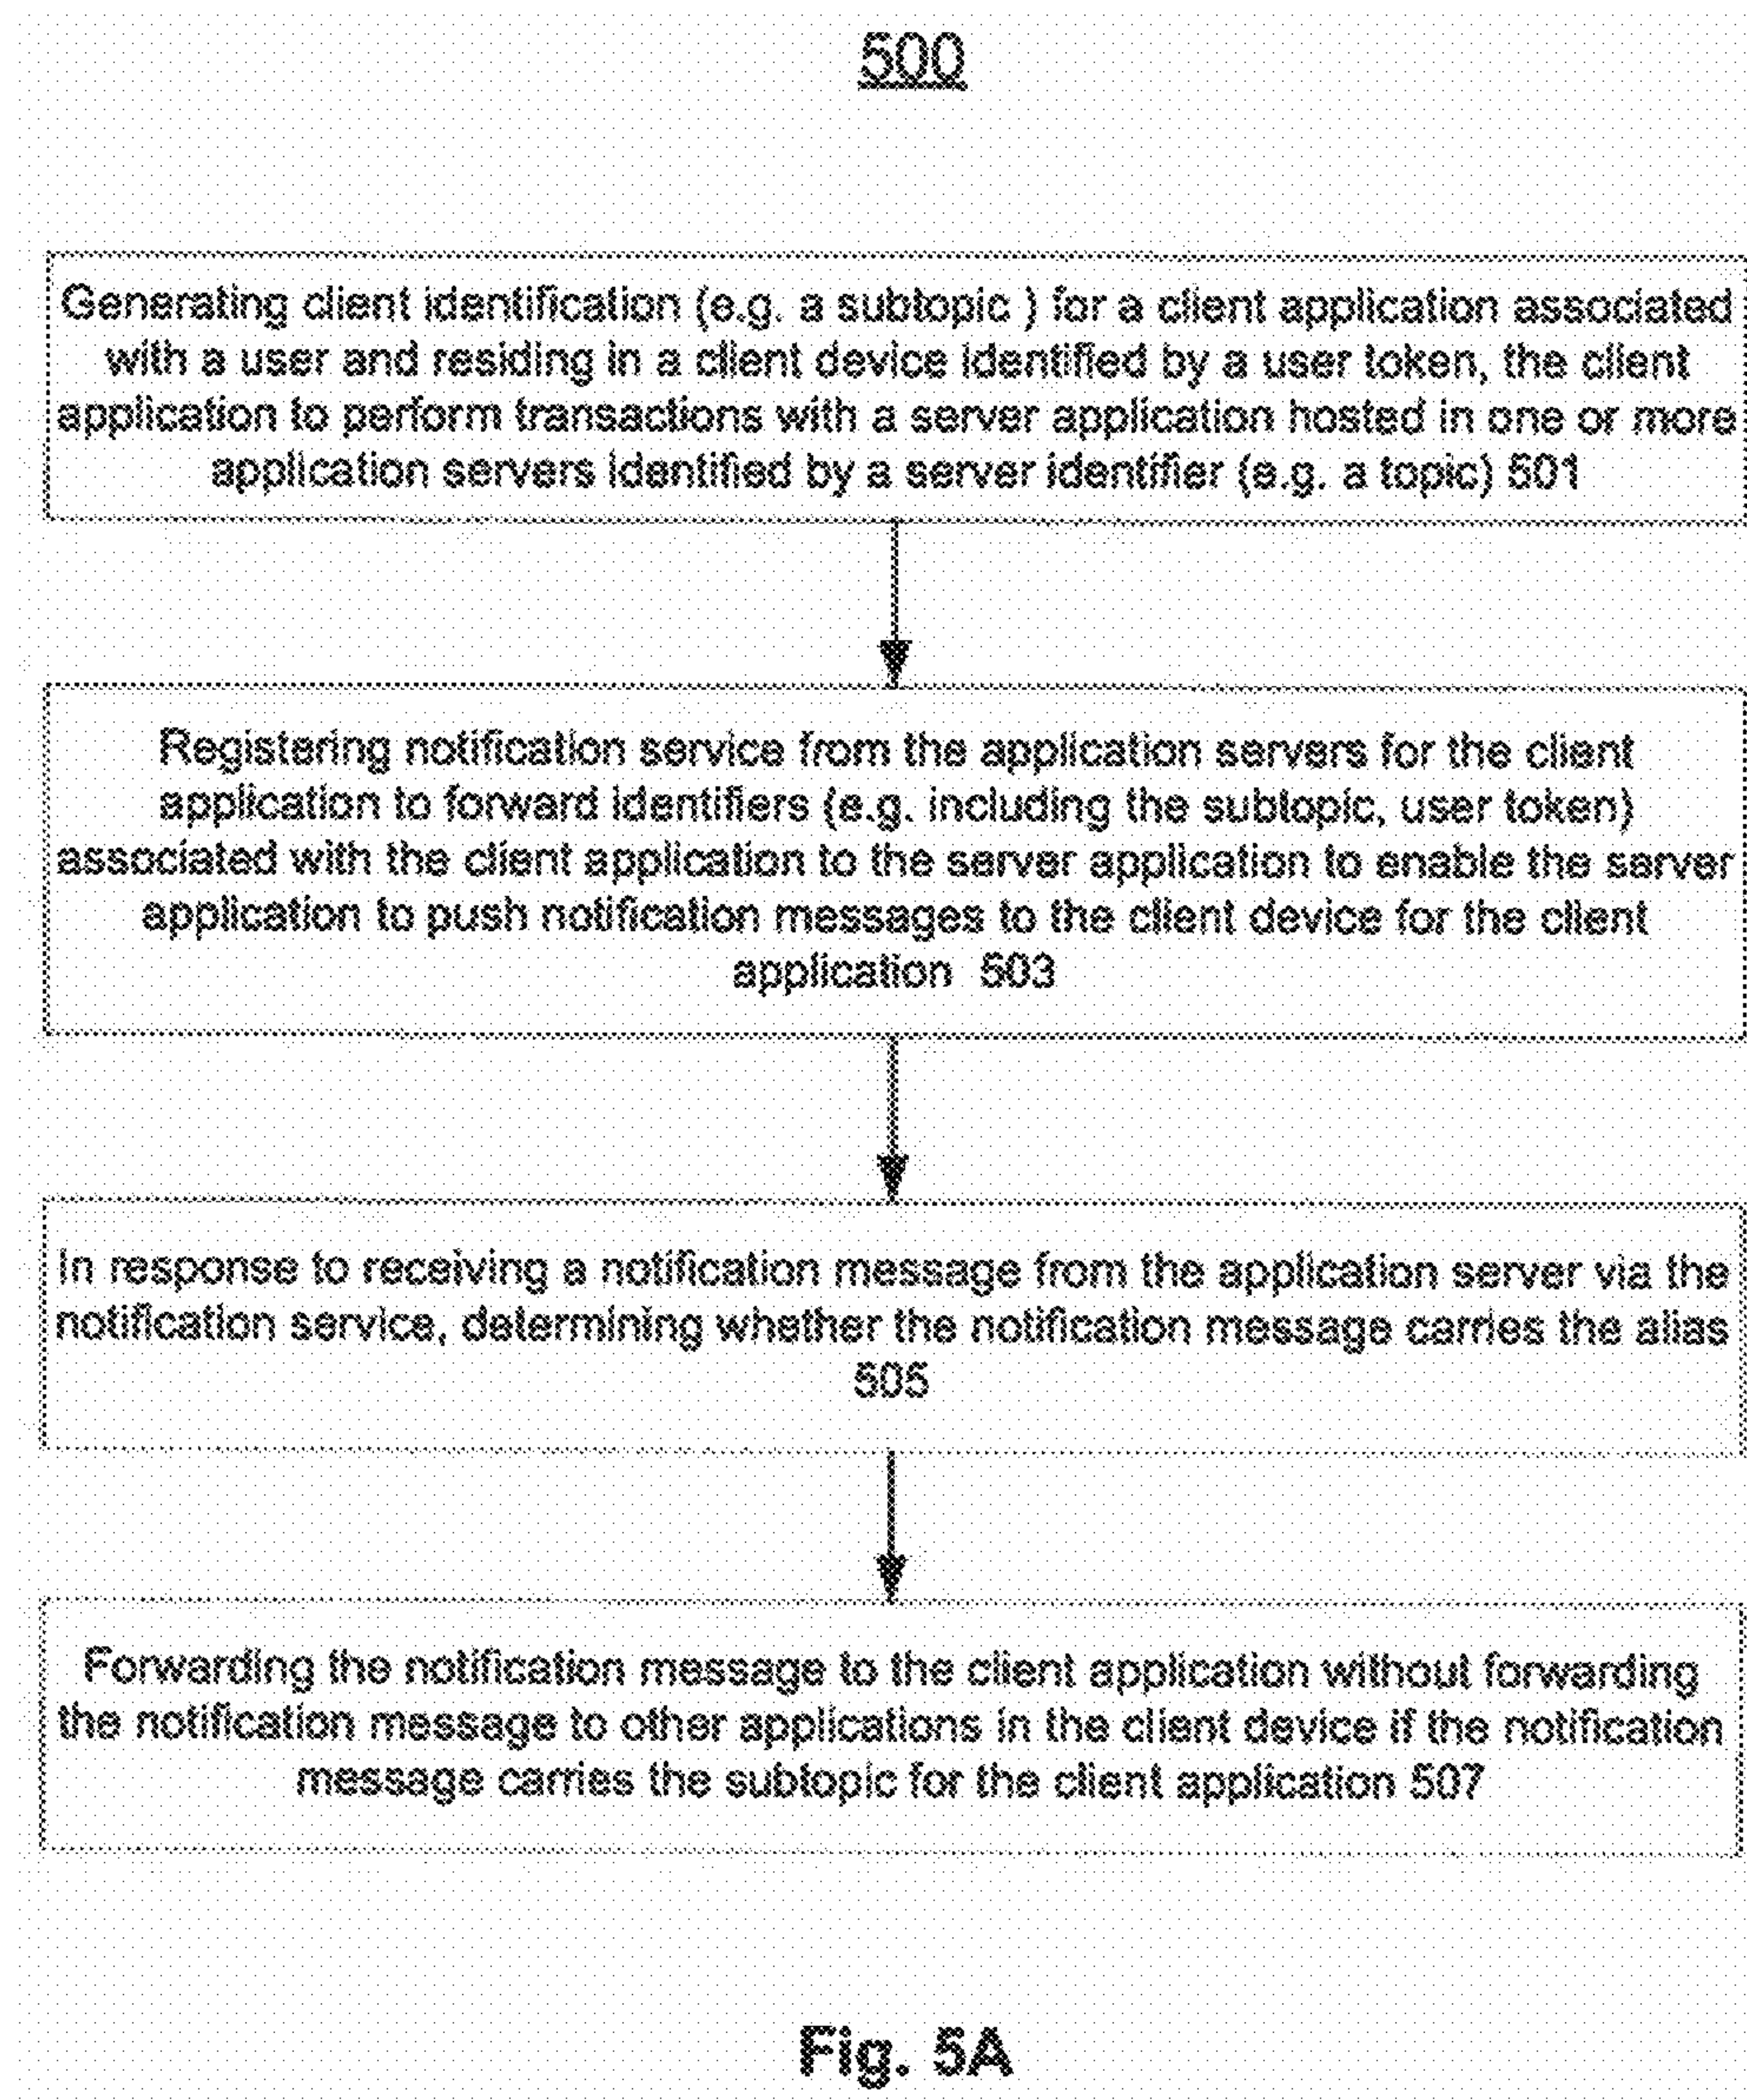 500
Generating client identification (e.g. a subtopic ) for a client application associated
with a user and residing in a client device identified by a user token, the client
application to perform transactions with a server application hosted in one or more
application servers identified by a server identifier (e.g. a topic) 501
Registering notification service from the application servers for the client
application to forward identifiers (e.g. including the subtopic, user token)
associated with the client application to the server application to enable the server
application to push notification messages to the client device for the client
application 503
In response to receiving a notification message from the application server via the
notification service, determining whether the notification message carries the alias
505
Forwarding the notification message to the client application without forwarding
the notification message to other applications in the client device if the notification
message carries the subtopic for the client application 507
Fig. 5A